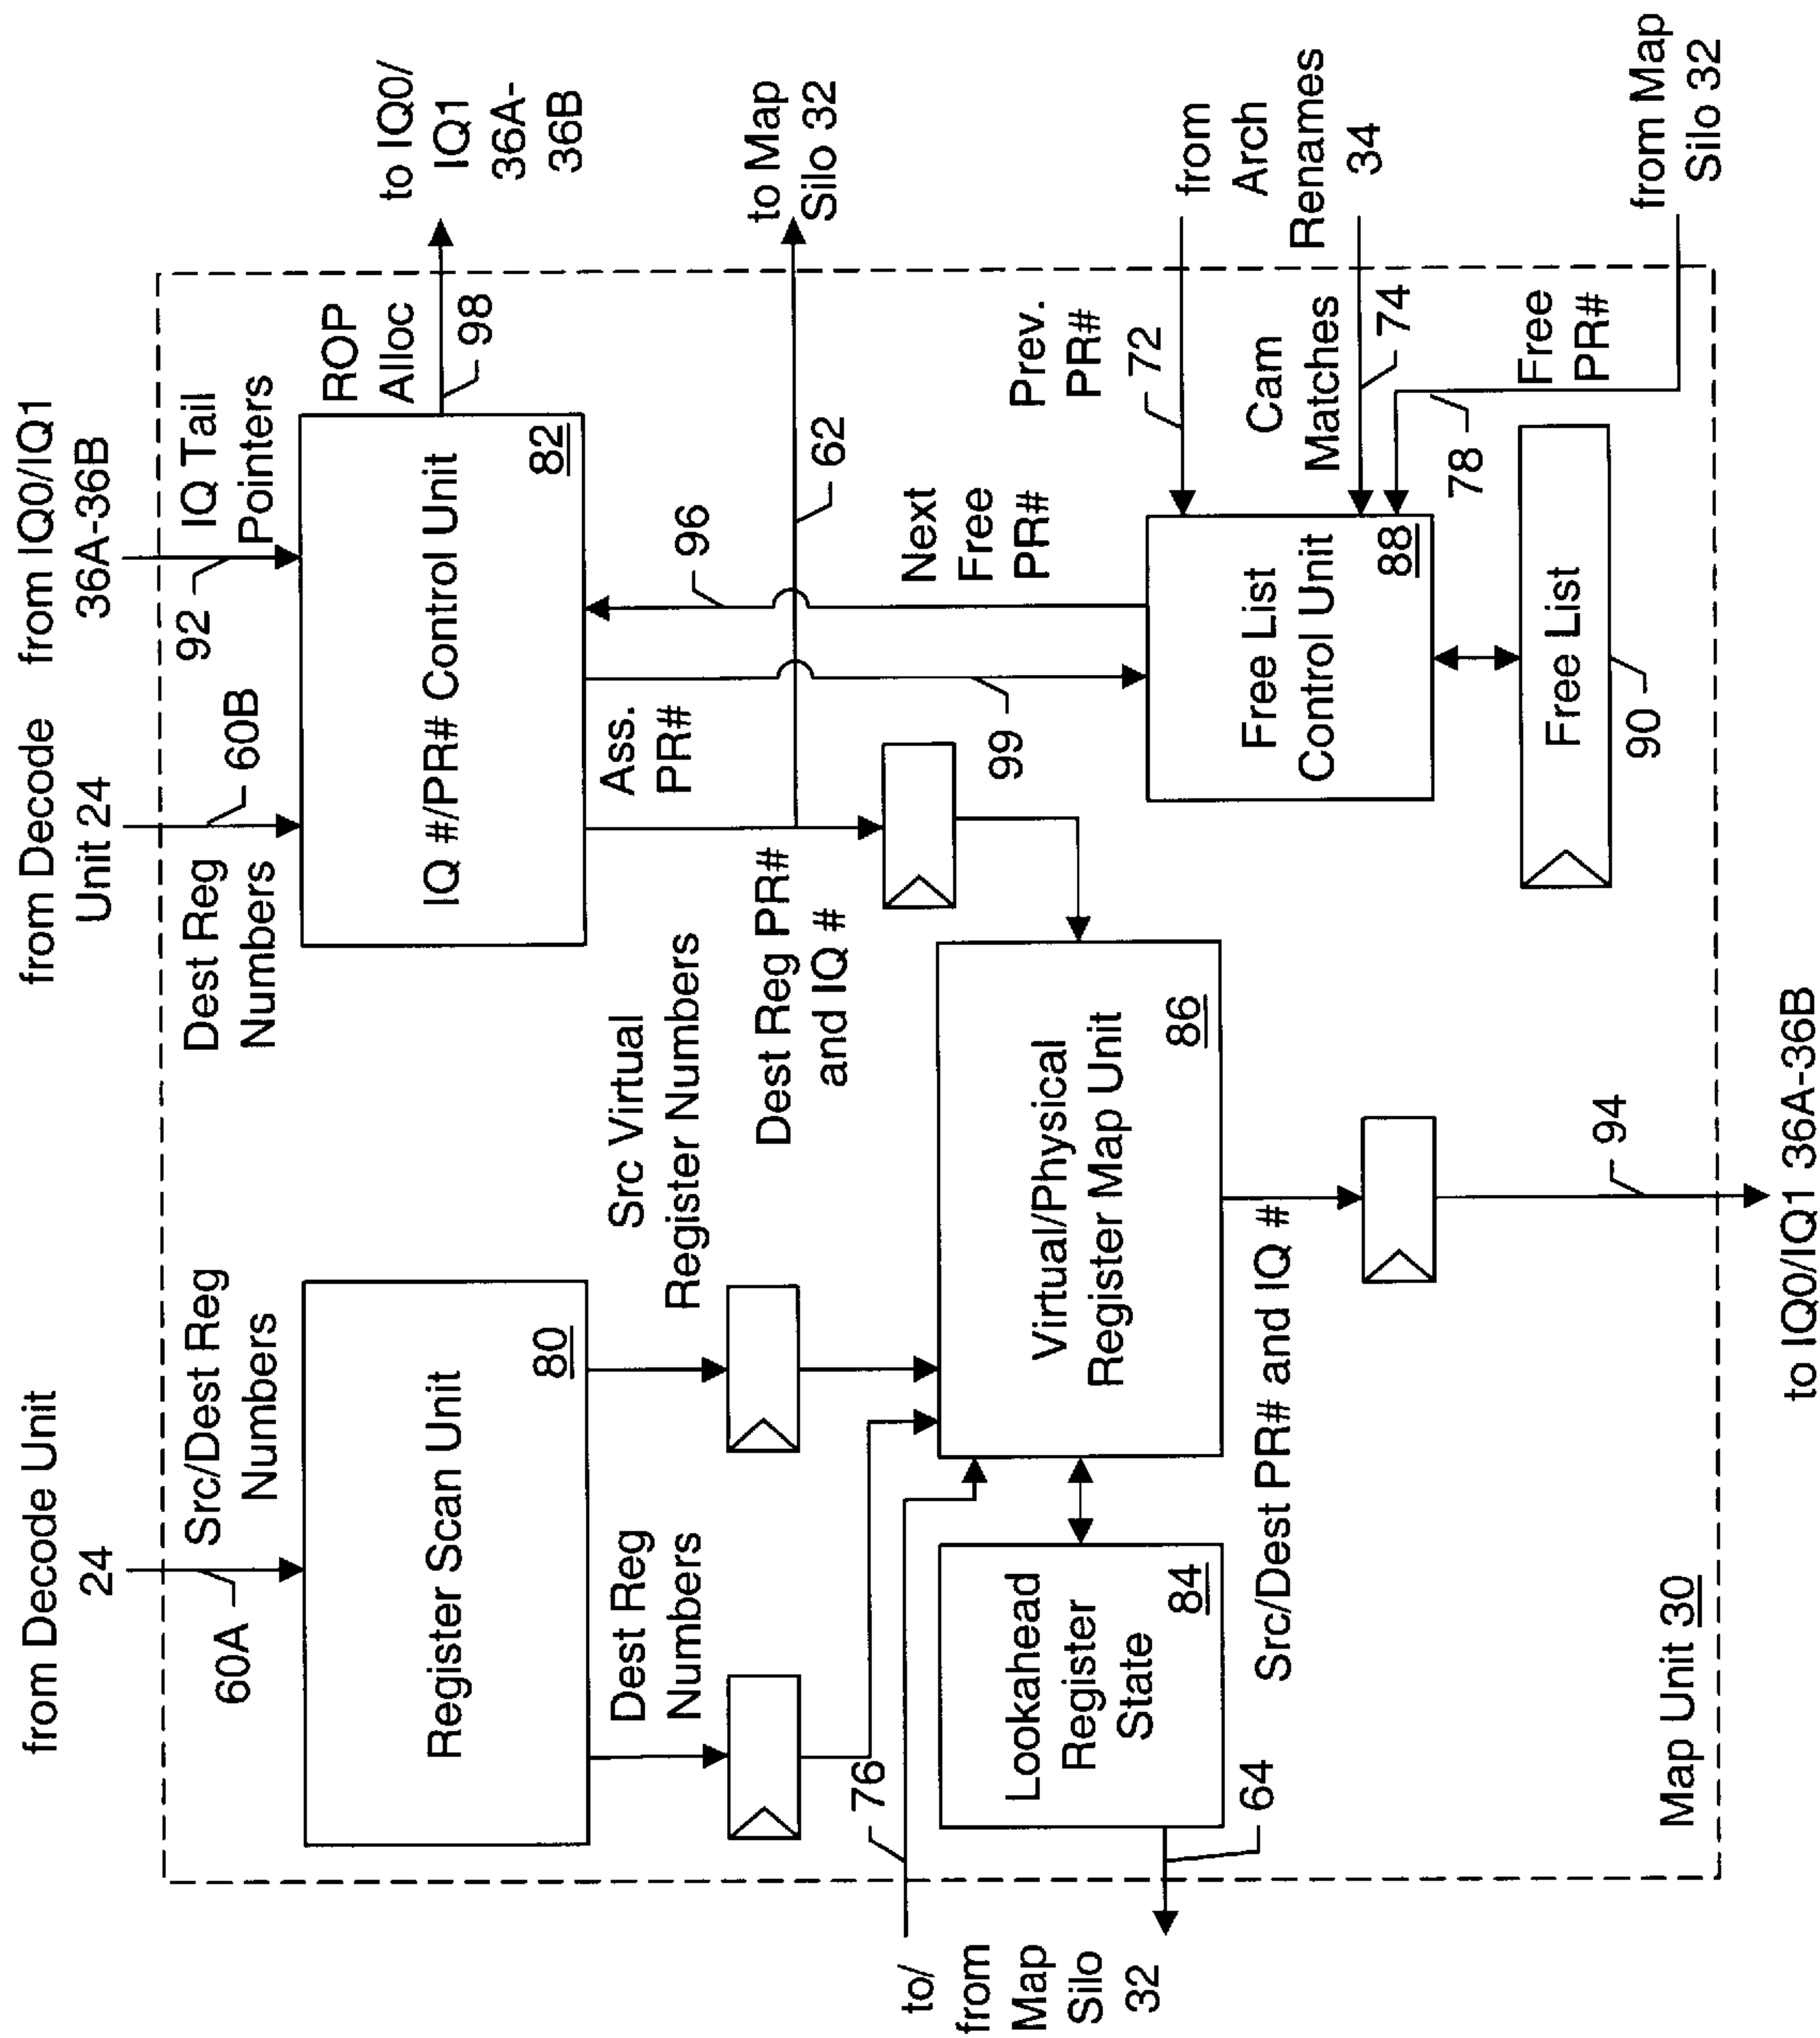 from Decode Unit
24
60A
Src/Dest Reg
Numbers
from Decode
Unit 24
Dest Reg
Numbers
60B
from IQ0/IQ1
36A-36B
92
IQ Tail
Pointers
Register Scan Unit
80
IQ #/PR# Control Unit
82
ROP
Alloc
98
to IQ0/
IQ1
36A-
36B
Dest Reg
Numbers
Src Virtual
Register Numbers
Ass.
PR#
Dest Reg PR#
and IQ #
96
62
to Map
Silo 32
Next
Free
PR#
99
76
to/
from
Map
Silo
32
64
Lookahead
Register
State
84
Virtual/Physical
Register Map Unit
86
Free List
Control Unit
88
Prev.
PR#
72
Cam
Matches
74
from
Arch
Renames
34
78
Free
PR#
from Map
Silo 32
Free List
90
Src/Dest PR# and IQ #
94
Map Unit 30
to IQ0/IQ1 36A-36B